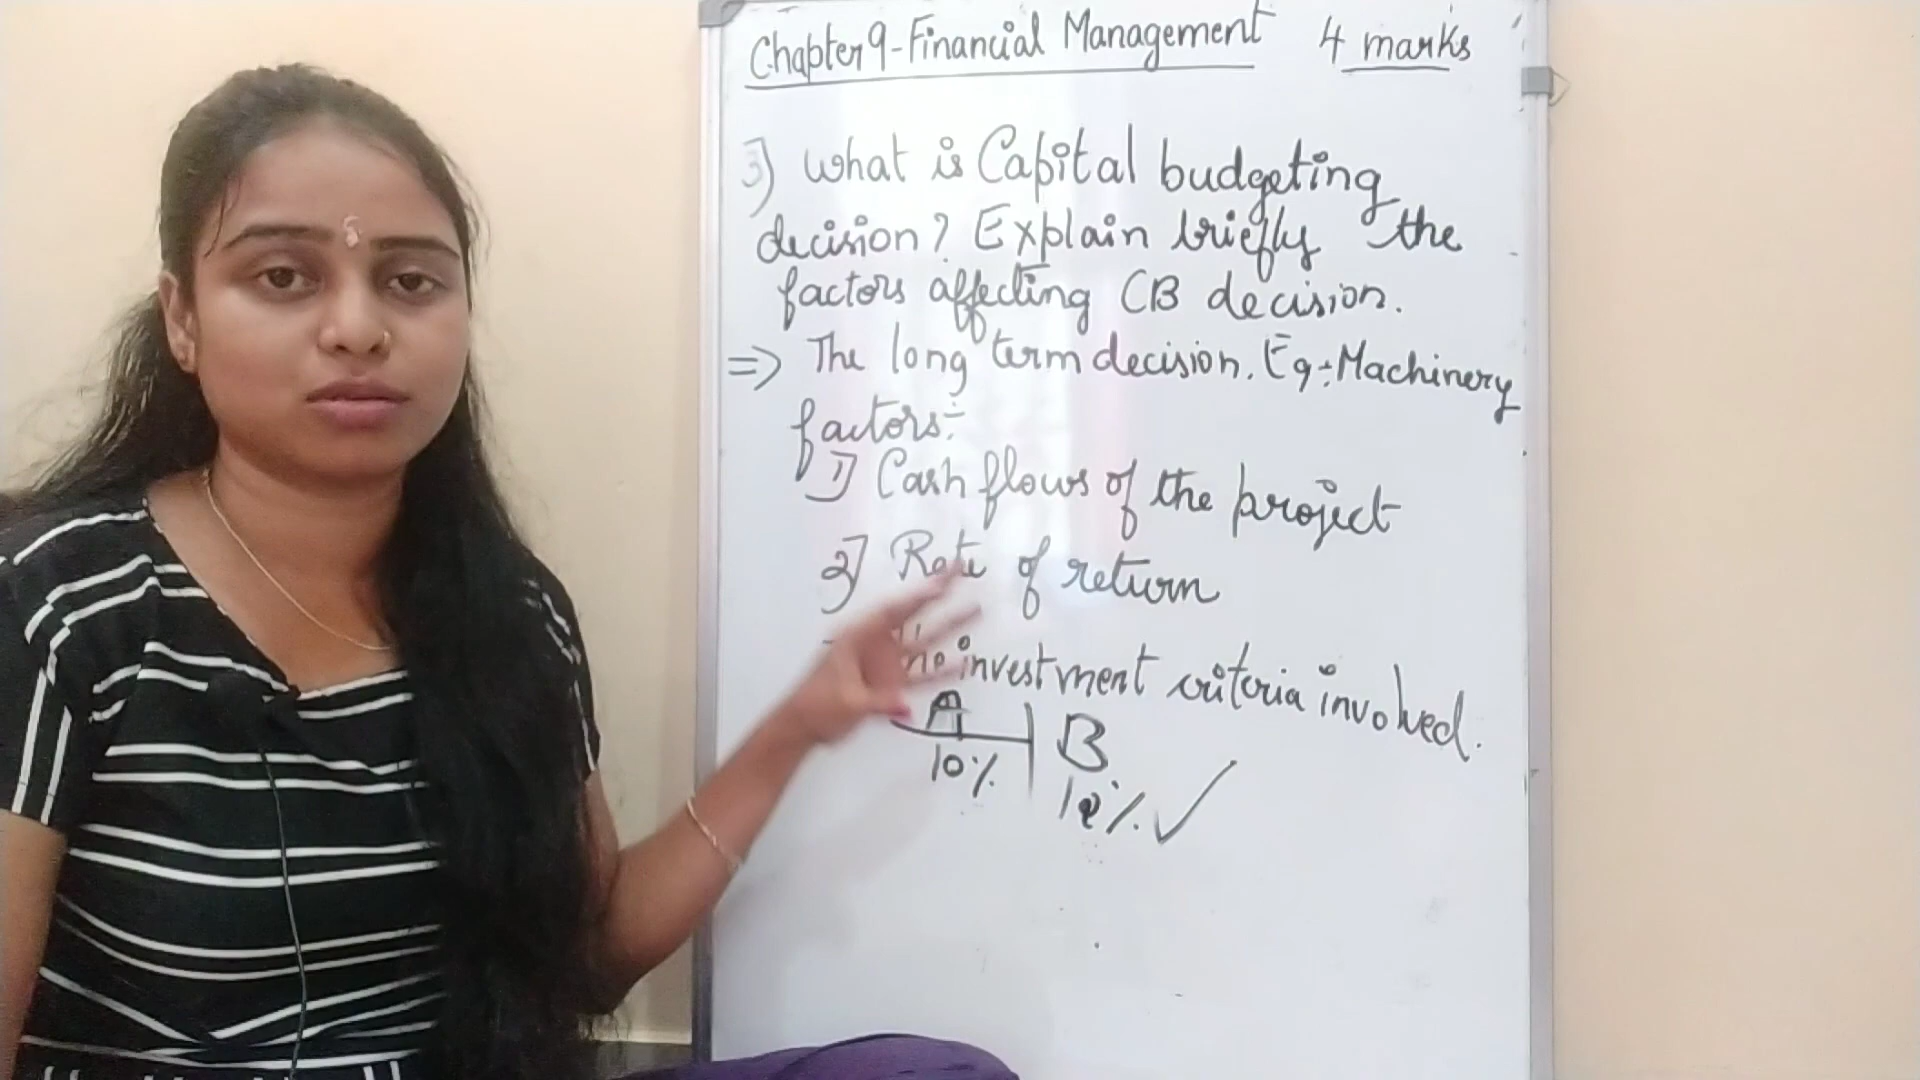 Chapter 9 - Financial Management 4 marks
3) What is Capital budgeting
decision? Explain briefly the
factors affecting CB decision.
=> The long term decision. Eg:- Machinery
factors:-
1) Cash flows of the project
2) Rate of return
investment criteria involved.
A B
10% 12% ✓